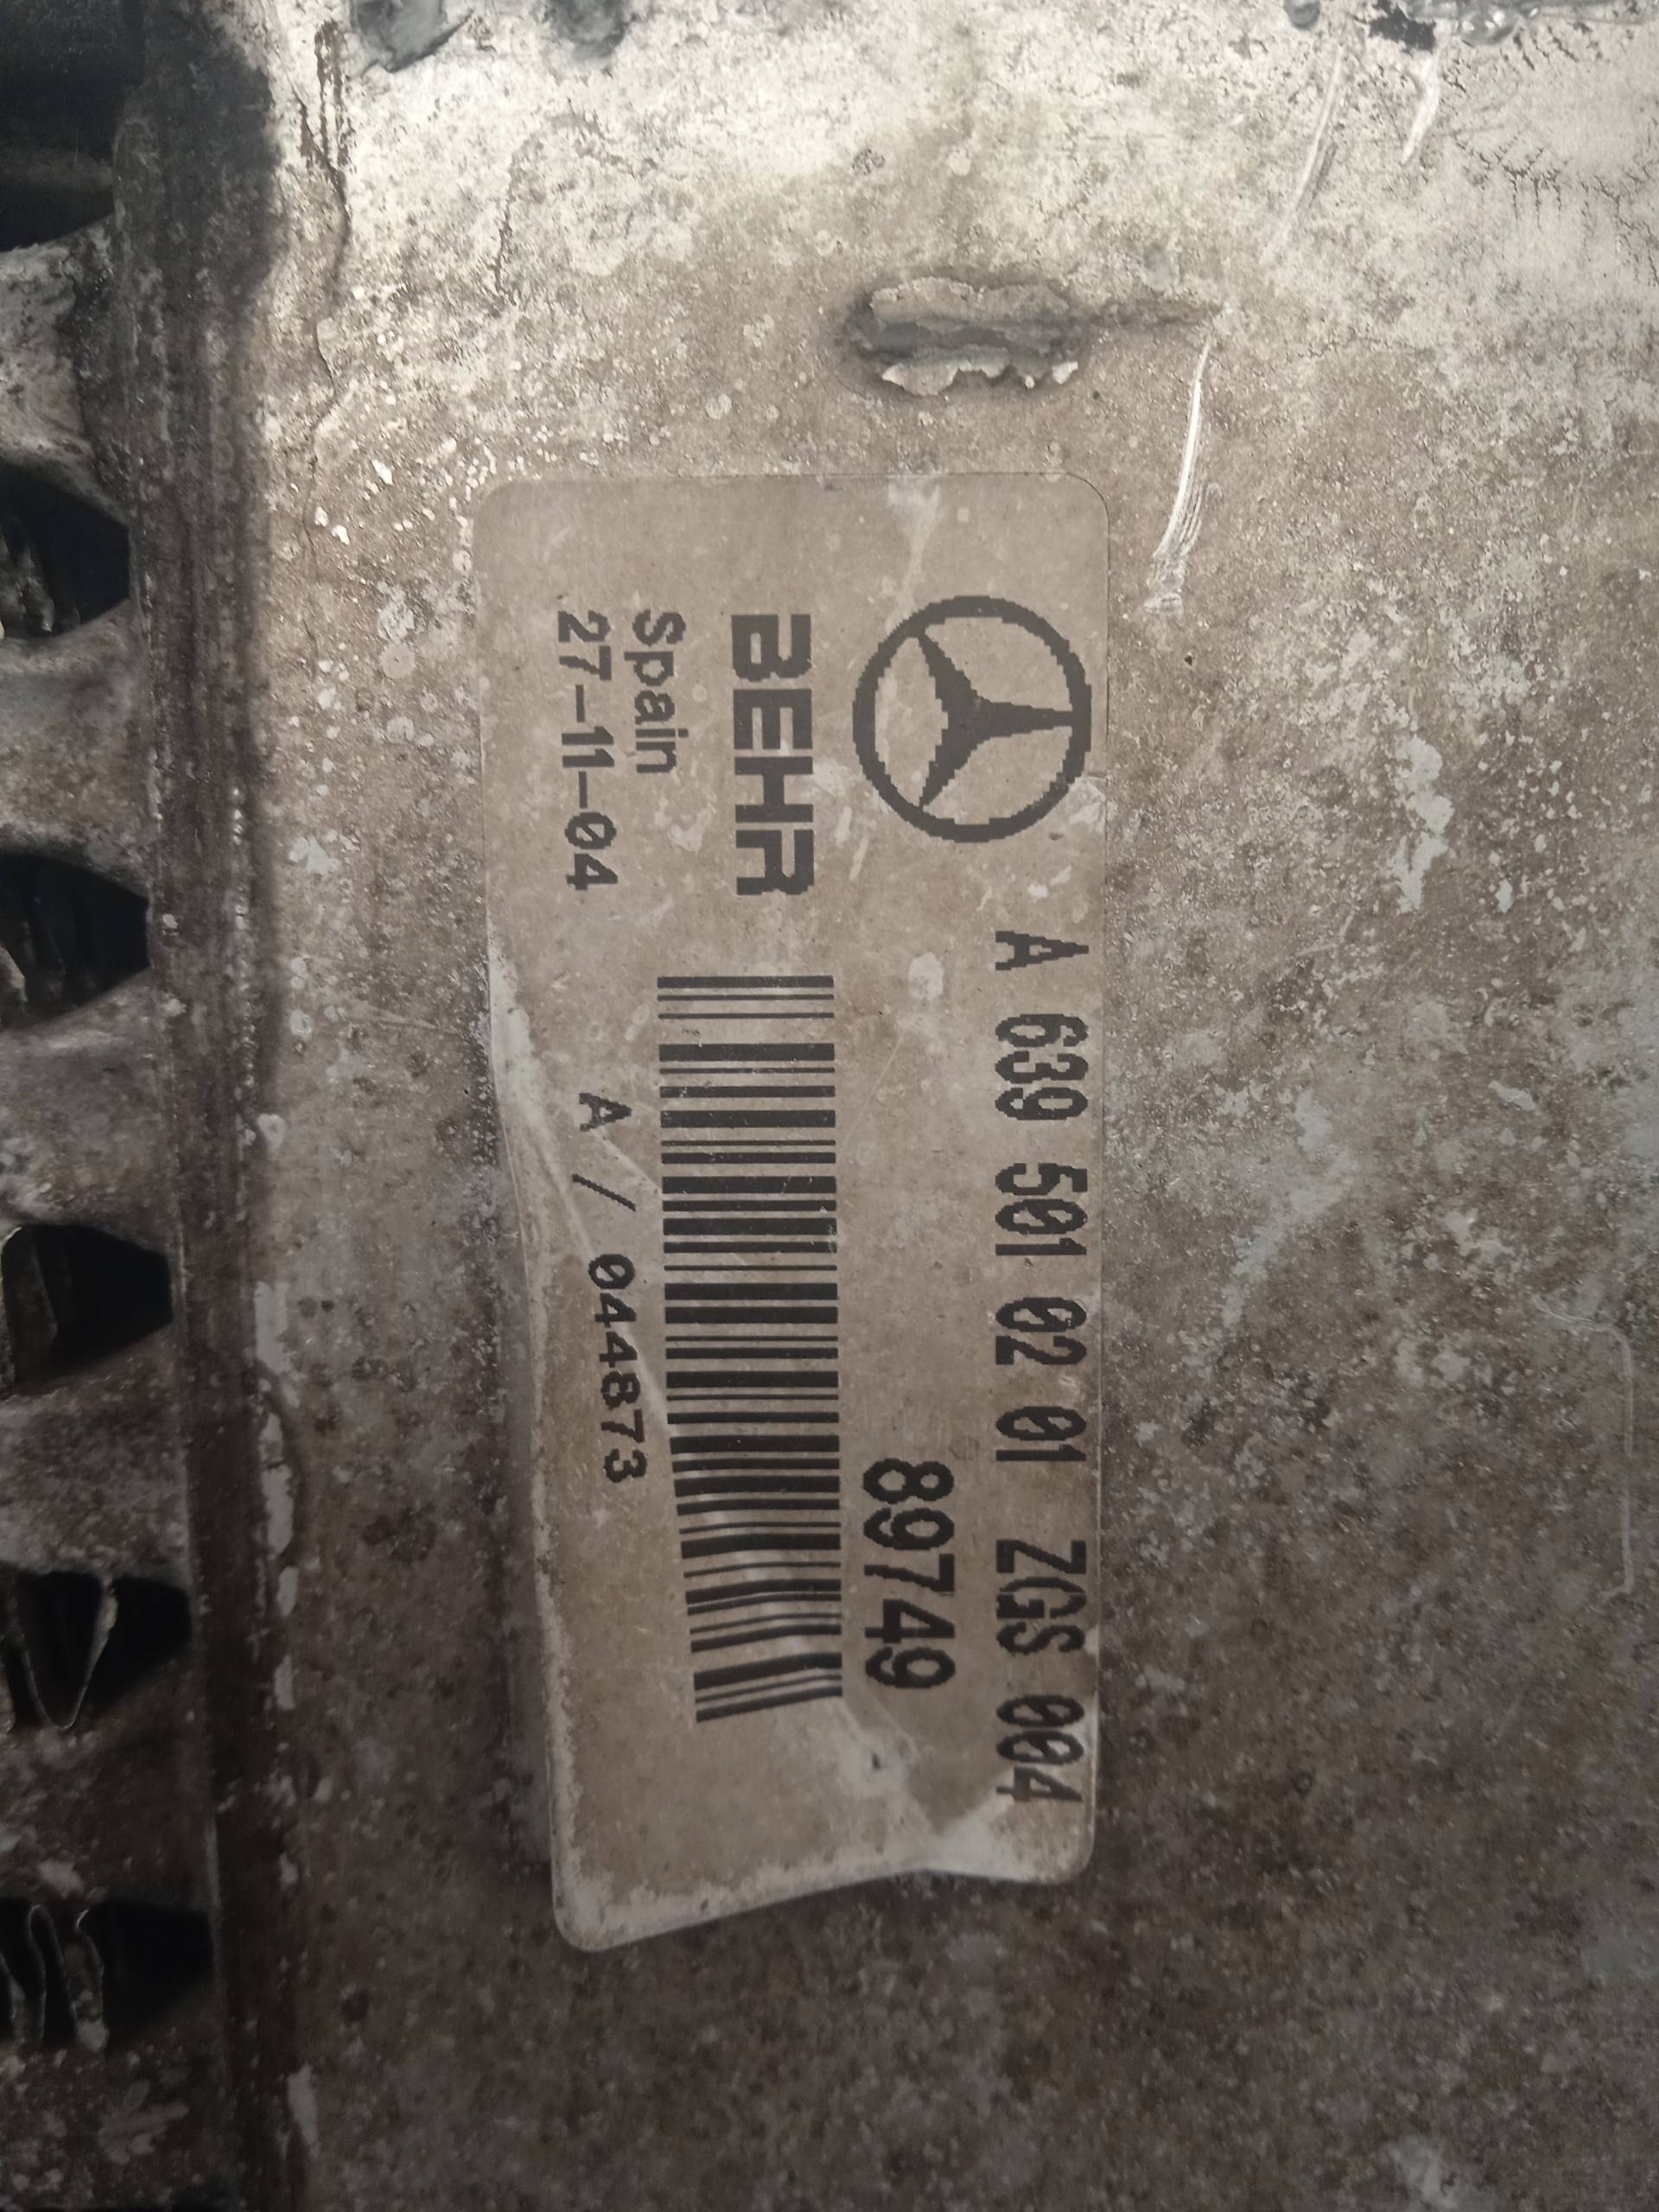 A 639 501 02 01 ZGS 004
89749
BEHR
Spain
27-11-04
A / 044873